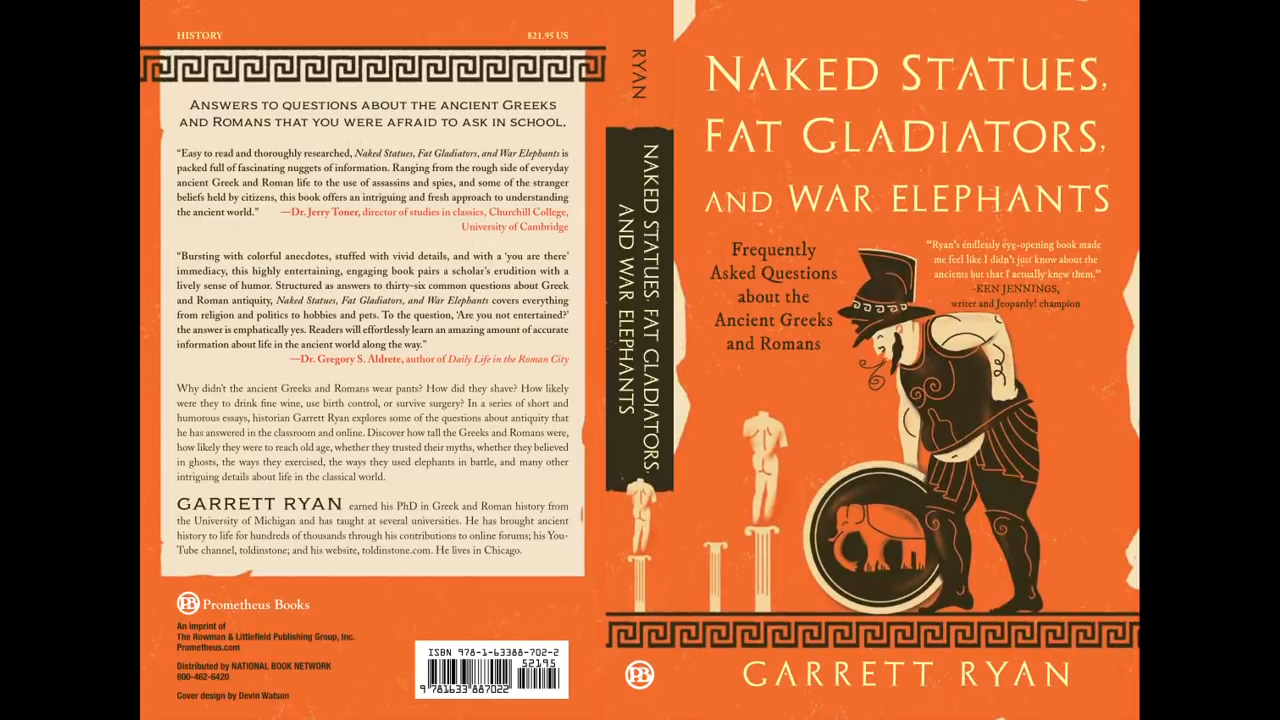 HISTORY
$21.95 US
ANSWERS TO QUESTIONS ABOUT THE ANCIENT GREEKS
AND ROMANS THAT YOU WERE AFRAID TO ASK IN SCHOOL.
“Easy to read and thoroughly researched, Naked Statues, Fat Gladiators, and War Elephants is
packed full of fascinating nuggets of information. Ranging from the rough side of everyday
ancient Greek and Roman life to the use of assassins and spies, and some of the stranger
beliefs held by citizens, this book offers an intriguing and fresh approach to understanding
the ancient world.” —Dr. Jerry Toner, director of studies in classics, Churchill College,
University of Cambridge
“Bursting with colorful anecdotes, stuffed with vivid details, and with a ‘you are there’
immediacy, this highly entertaining, engaging book pairs a scholar’s erudition with a
lively sense of humor. Structured as answers to thirty-six common questions about Greek
and Roman antiquity, Naked Statues, Fat Gladiators, and War Elephants covers everything
from religion and politics to hobbies and pets. To the question, ‘Are you not entertained?’
the answer is emphatically yes. Readers will effortlessly learn an amazing amount of accurate
information about life in the ancient world along the way.”
—Dr. Gregory S. Aldrete, author of Daily Life in the Roman City
Why didn’t the ancient Greeks and Romans wear pants? How did they shave? How likely
were they to drink fine wine, use birth control, or survive surgery? In a series of short and
humorous essays, historian Garrett Ryan explores some of the questions about antiquity that
he has answered in the classroom and online. Discover how tall the Greeks and Romans were,
how likely they were to reach old age, whether they trusted their myths, whether they believed
in ghosts, the ways they exercised, the ways they used elephants in battle, and many other
intriguing details about life in the classical world.
GARRETT RYAN earned his PhD in Greek and Roman history from
the University of Michigan and has taught at several universities. He has brought ancient
history to life for hundreds of thousands through his contributions to online forums; his You-
Tube channel, toldinstone; and his website, toldinstone.com. He lives in Chicago.
PB Prometheus Books
An imprint of
The Rowman & Littlefield Publishing Group, Inc.
Prometheus.com
Distributed by NATIONAL BOOK NETWORK
800-462-6420
Cover design by Devin Watson
ISBN 978-1-63388-702-2
52195
9 781633 887022
RYAN
NAKED STATUES, FAT GLADIATORS,
AND WAR ELEPHANTS
PB
NAKED STATUES,
FAT GLADIATORS,
AND WAR ELEPHANTS
Frequently
Asked Questions
about the
Ancient Greeks
and Romans
“Ryan’s endlessly eye-opening book made
me feel like I didn’t just know about the
ancients but that I actually knew them.”
-KEN JENNINGS,
writer and Jeopardy! champion
GARRETT RYAN